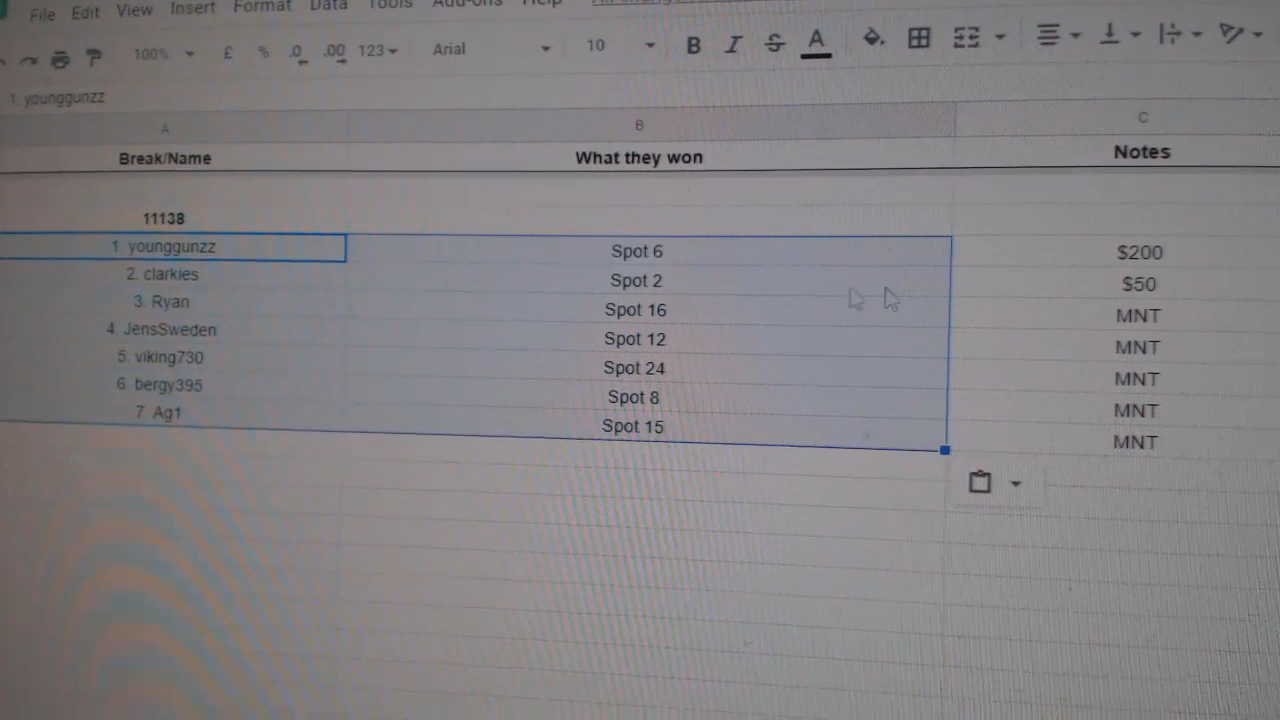 File Edit View Insert Format Data Tools Add-ons Help
100% £ % .0 .00 123 Arial 10 B I S A
1. younggunzz
A B C
Break/Name What they won Notes
11138
1. younggunzz Spot 6 $200
2. clarkies Spot 2 $50
3. Ryan Spot 16 MNT
4. JensSweden Spot 12 MNT
5. viking730 Spot 24 MNT
6. bergy395 Spot 8 MNT
7. Ag1 Spot 15 MNT